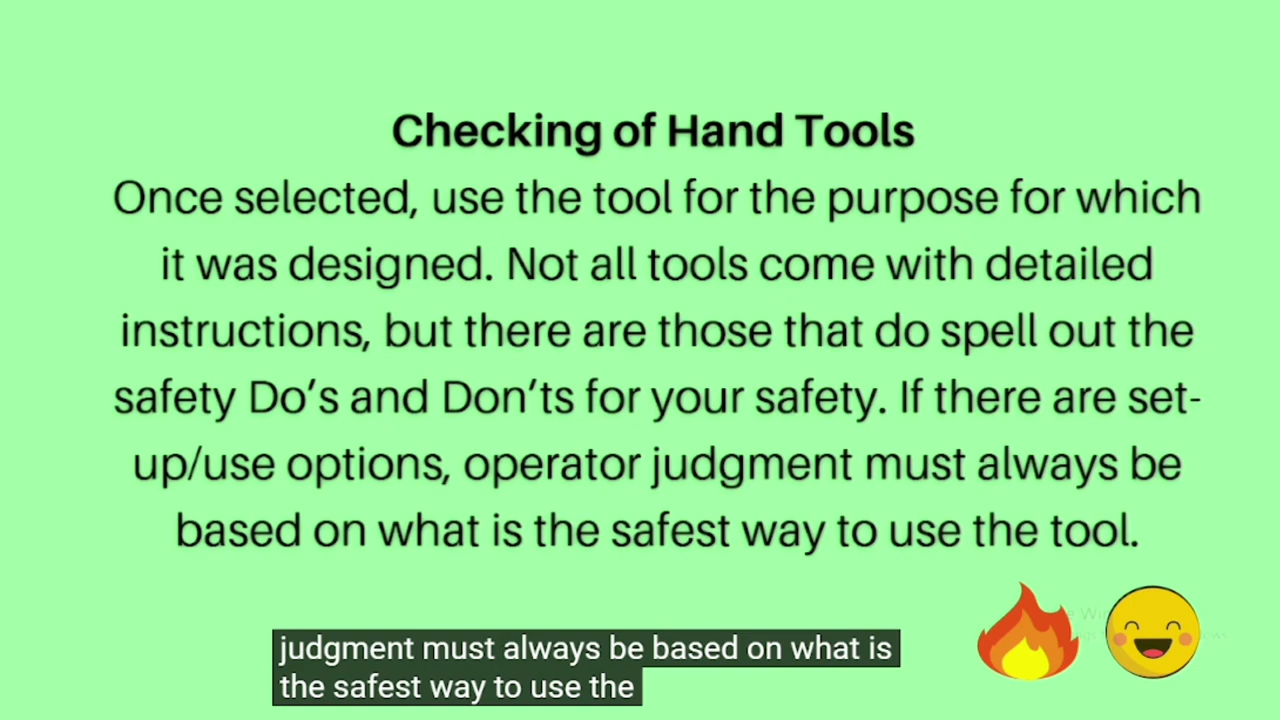 Checking of Hand Tools
Once selected, use the tool for the purpose for which
it was designed. Not all tools come with detailed
instructions, but there are those that do spell out the
safety Do’s and Don’ts for your safety. If there are set-
up/use options, operator judgment must always be
based on what is the safest way to use the tool.
judgment must always be based on what is
the safest way to use the